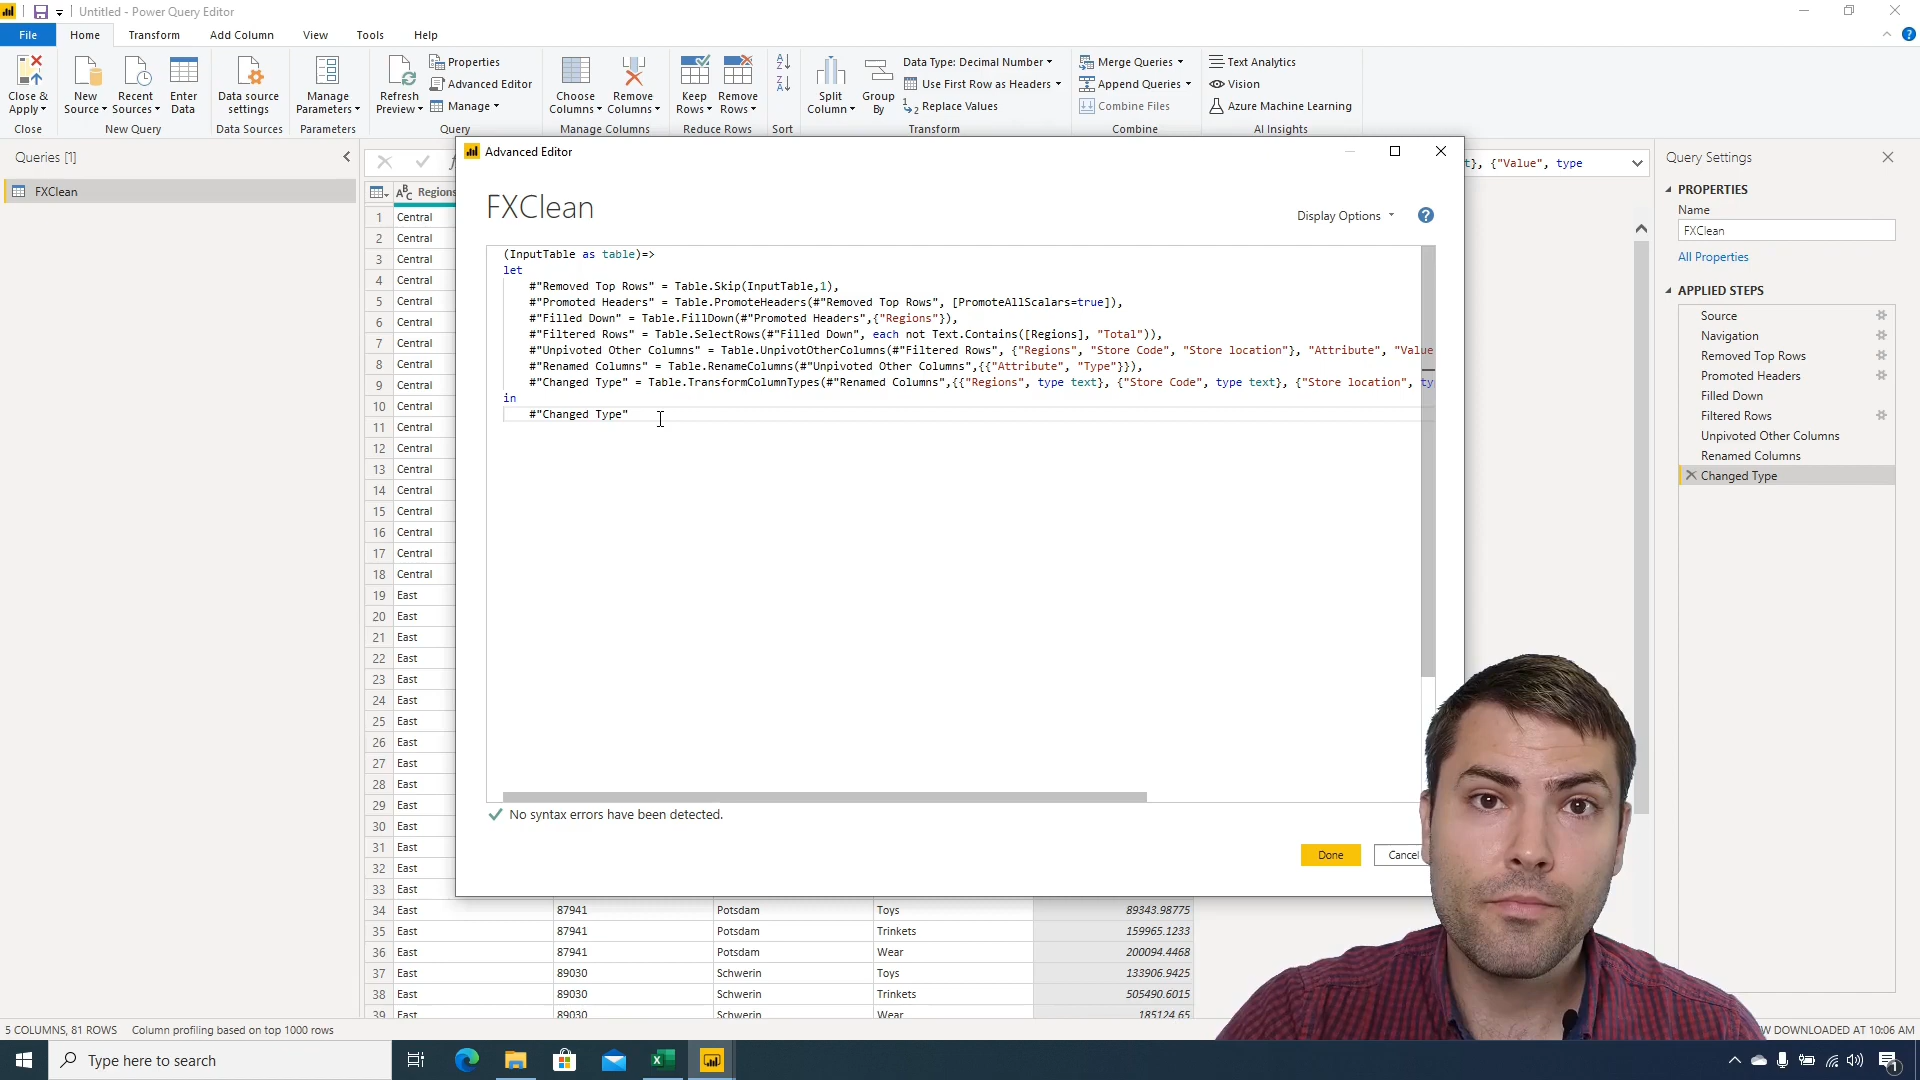 Untitled - Power Query Editor
File Home Transform Add Column View Tools Help
Close & Apply
New Source
Recent Sources
Enter Data
Data source settings
Manage Parameters
Refresh Preview
Properties
Advanced Editor
Manage
Choose Columns
Remove Columns
Keep Rows
Remove Rows
Split Column
Group By
Data Type: Decimal Number
Use First Row as Headers
Replace Values
Merge Queries
Append Queries
Combine Files
Text Analytics
Vision
Azure Machine Learning
Close New Query Data Sources Parameters Query Manage Columns Reduce Rows Sort Transform Combine AI Insights
Queries [1]
FXClean
t}, {"Value", type
Regions
1 Central
2 Central
3 Central
4 Central
5 Central
6 Central
7 Central
8 Central
9 Central
10 Central
11 Central
12 Central
13 Central
14 Central
15 Central
16 Central
17 Central
18 Central
19 East
20 East
21 East
22 East
23 East
24 East
25 East
26 East
27 East
28 East
29 East
30 East
31 East
32 East
33 East
34 East 87941 Potsdam Toys 89343.98775
35 East 87941 Potsdam Trinkets 159965.1233
36 East 87941 Potsdam Wear 200094.4468
37 East 89030 Schwerin Toys 133906.9425
38 East 89030 Schwerin Trinkets 505490.6015
39 East 89030 Schwerin Wear 185124.65
Advanced Editor
FXClean
Display Options
(InputTable as table)=>
let
#"Removed Top Rows" = Table.Skip(InputTable,1),
#"Promoted Headers" = Table.PromoteHeaders(#"Removed Top Rows", [PromoteAllScalars=true]),
#"Filled Down" = Table.FillDown(#"Promoted Headers",{"Regions"}),
#"Filtered Rows" = Table.SelectRows(#"Filled Down", each not Text.Contains([Regions], "Total")),
#"Unpivoted Other Columns" = Table.UnpivotOtherColumns(#"Filtered Rows", {"Regions", "Store Code", "Store location"}, "Attribute", "Value
#"Renamed Columns" = Table.RenameColumns(#"Unpivoted Other Columns",{{"Attribute", "Type"}}),
#"Changed Type" = Table.TransformColumnTypes(#"Renamed Columns",{{"Regions", type text}, {"Store Code", type text}, {"Store location", ty
in
#"Changed Type"
No syntax errors have been detected.
Done
Cancel
Query Settings
PROPERTIES
Name
FXClean
All Properties
APPLIED STEPS
Source
Navigation
Removed Top Rows
Promoted Headers
Filled Down
Filtered Rows
Unpivoted Other Columns
Renamed Columns
Changed Type
5 COLUMNS, 81 ROWS Column profiling based on top 1000 rows
DOWNLOADED AT 10:06 AM
Type here to search